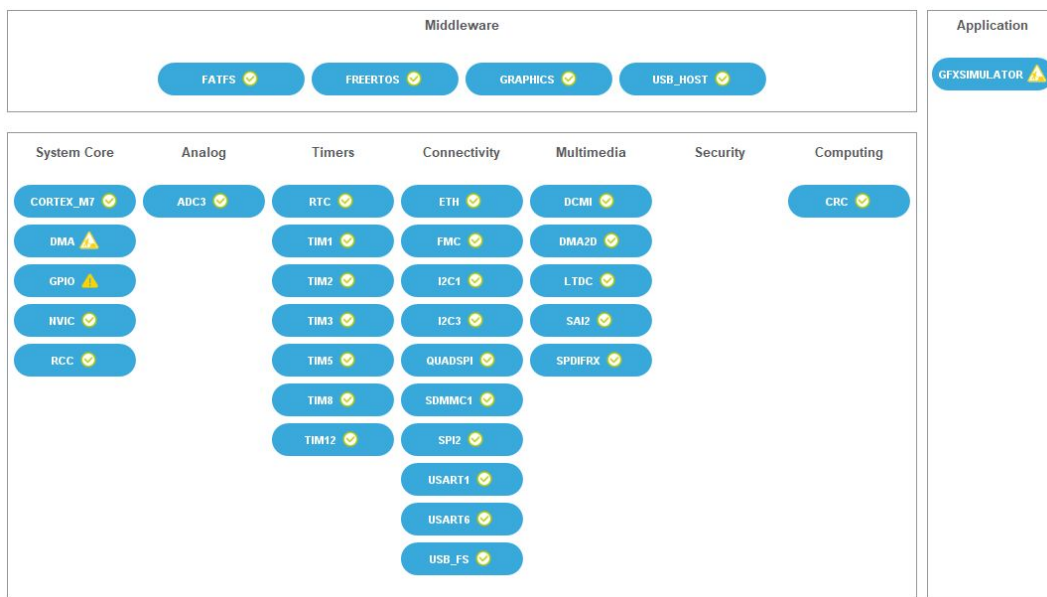 Middleware
Application
FATFS
FREERTOS
GRAPHICS
USB_HOST
GFXSIMULATOR
System Core
Analog
Timers
Connectivity
Multimedia
Security
Computing
CORTEX_M7
ADC3
RTC
ETH
DCMI
CRC
DMA
TIM1
FMC
DMA2D
GPIO
TIM2
I2C1
LTDC
NVIC
TIM3
I2C3
SAI2
RCC
TIM5
QUADSPI
SPDIFRX
TIM8
SDMMC1
TIM12
SPI2
USART1
USART6
USB_FS